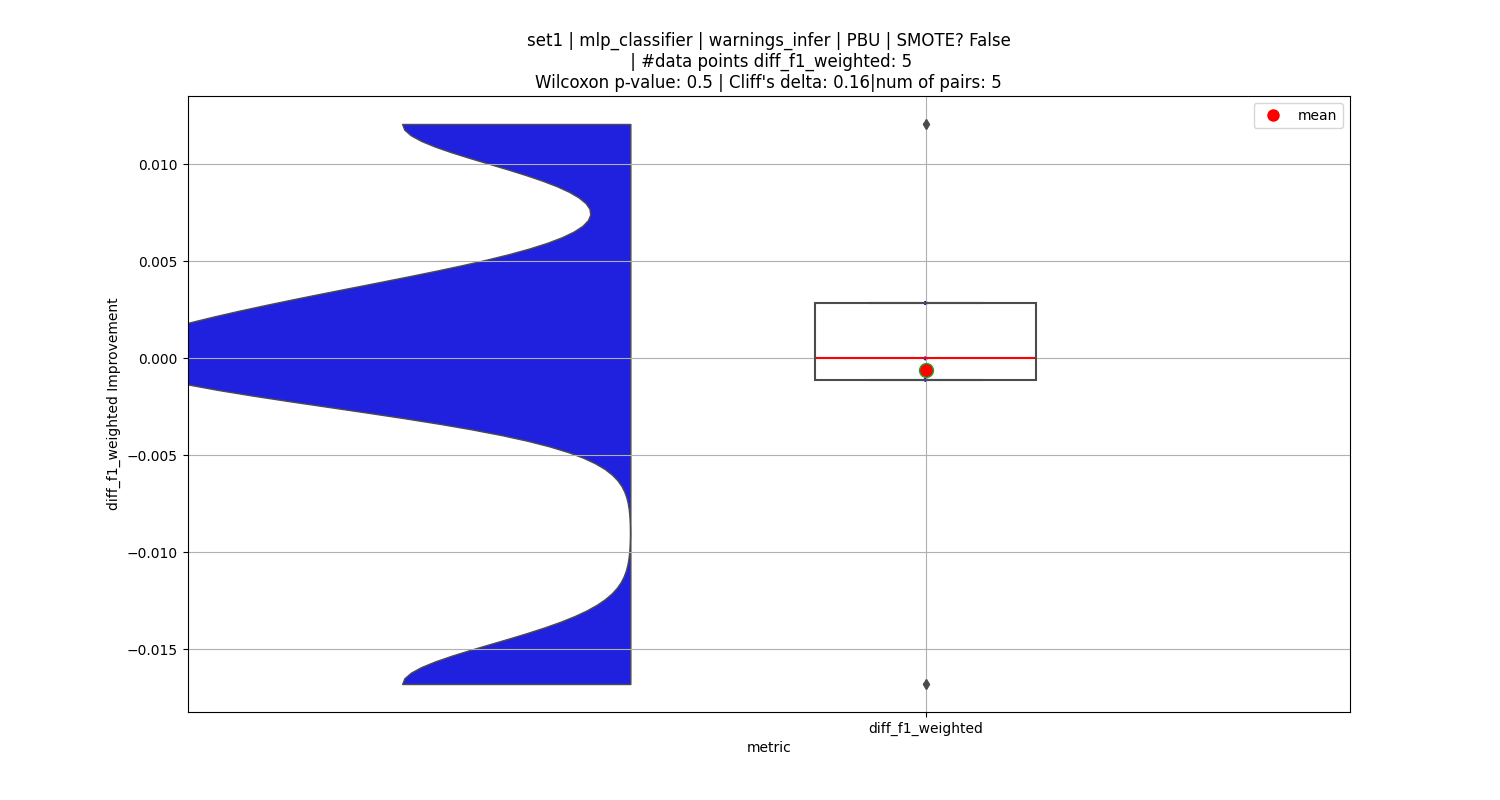 set1 | mlp_classifier | warnings_infer | PBU | SMOTE? False
| #data points diff_f1_weighted: 5
Wilcoxon p-value: 0.5 | Cliff's delta: 0.16|num of pairs: 5
mean
0.010
0.005
0.000
−0.005
−0.010
−0.015
diff_f1_weighted Improvement
diff_f1_weighted
metric